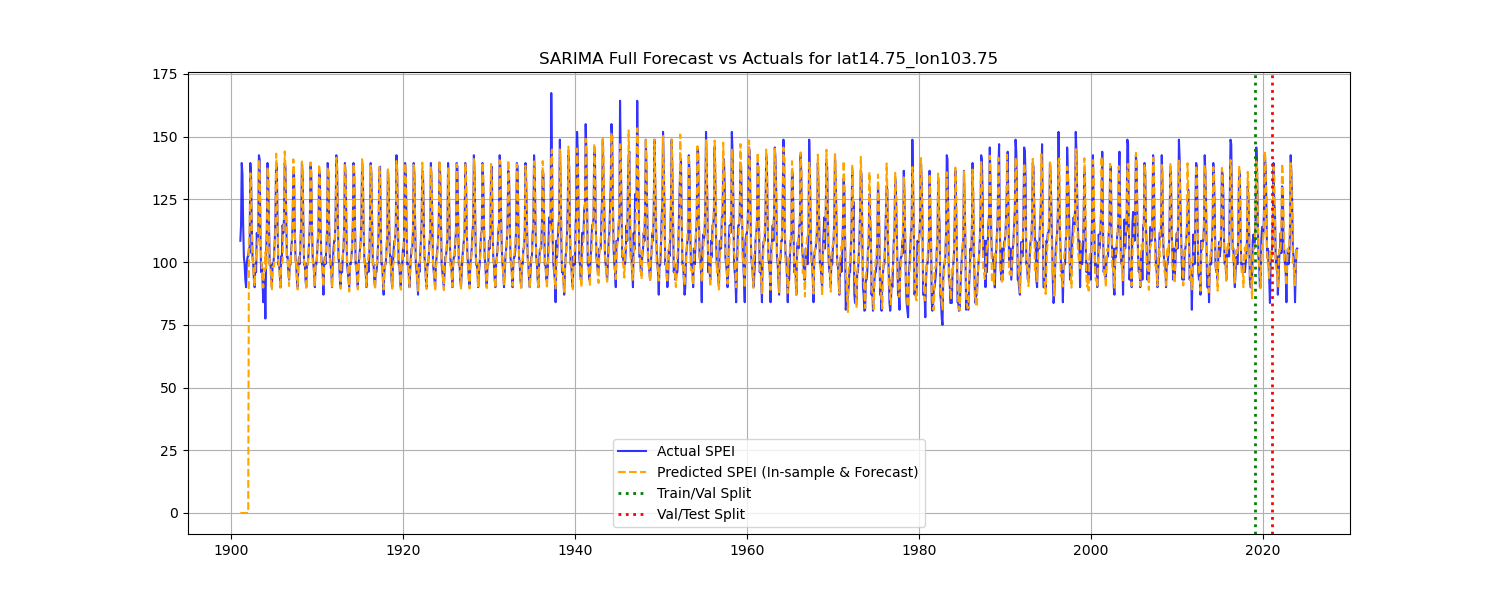 SARIMA Full Forecast vs Actuals for lat14.75_lon103.75
175
150
125
100
75
50
25
0
Actual SPEI
Predicted SPEI (In-sample & Forecast)
Train/Val Split
Val/Test Split
1900 1920 1940 1960 1980 2000 2020